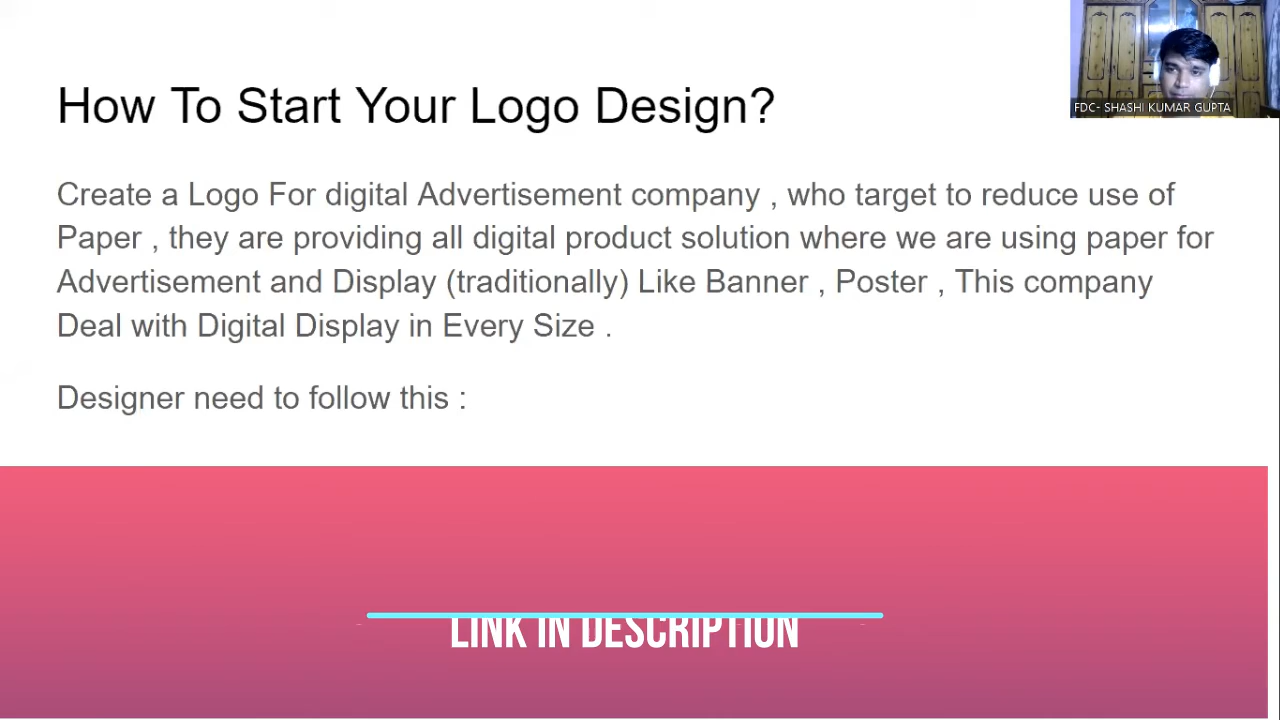 How To Start Your Logo Design?
FDC- SHASHI KUMAR GUPTA
Create a Logo For digital Advertisement company , who target to reduce use of
Paper , they are providing all digital product solution where we are using paper for
Advertisement and Display (traditionally) Like Banner , Poster , This company
Deal with Digital Display in Every Size .
Designer need to follow this :
LINK IN DESCRIPTION